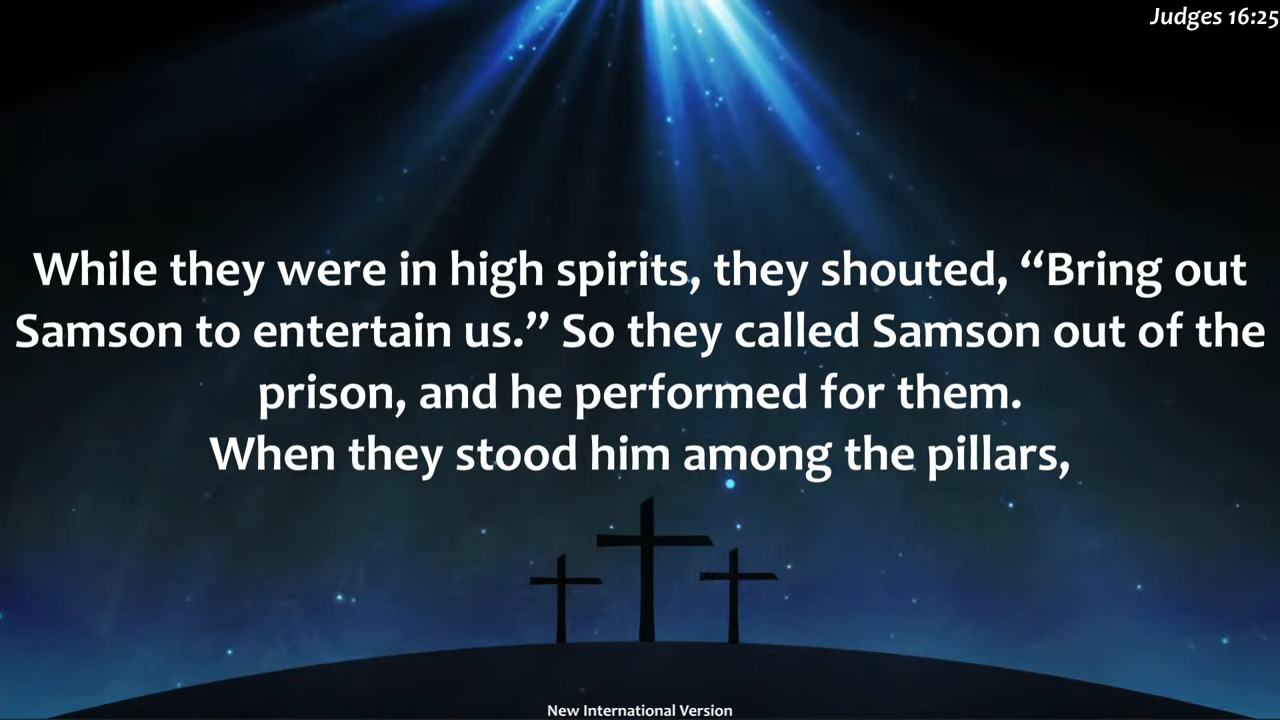 Judges 16:25
While they were in high spirits, they shouted, “Bring out
Samson to entertain us.” So they called Samson out of the
prison, and he performed for them.
When they stood him among the pillars,
New International Version